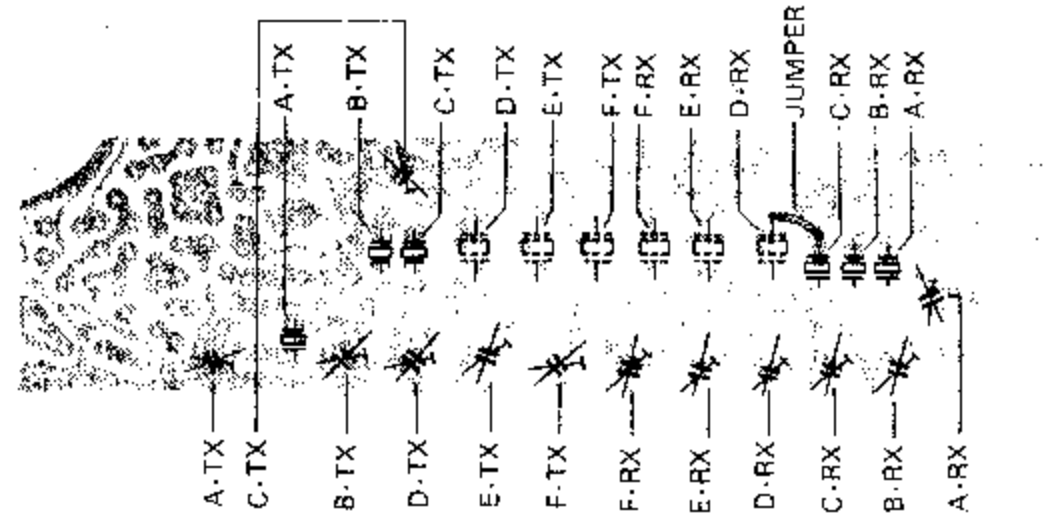 A·TX
B·TX
C·TX
D·TX
E·TX
F·TX
F·RX
E·RX
D·RX
JUMPER
C·RX
B·RX
A·RX
A·TX
C·TX
B·TX
D·TX
E·TX
F·TX
F·RX
E·RX
D·RX
C·RX
B·RX
A·RX